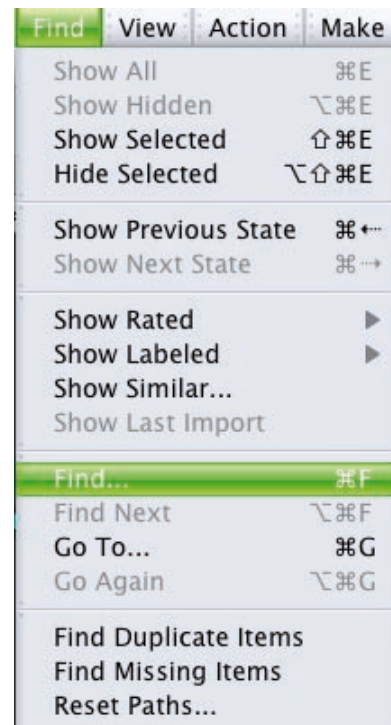 Find View Action Make
Show All ⌘E
Show Hidden ⌥⌘E
Show Selected ⇧⌘E
Hide Selected ⌥⇧⌘E
Show Previous State ⌘⇠
Show Next State ⌘⇢
Show Rated ▶
Show Labeled ▶
Show Similar...
Show Last Import
Find... ⌘F
Find Next ⌥⌘F
Go To... ⌘G
Go Again ⌥⌘G
Find Duplicate Items
Find Missing Items
Reset Paths...